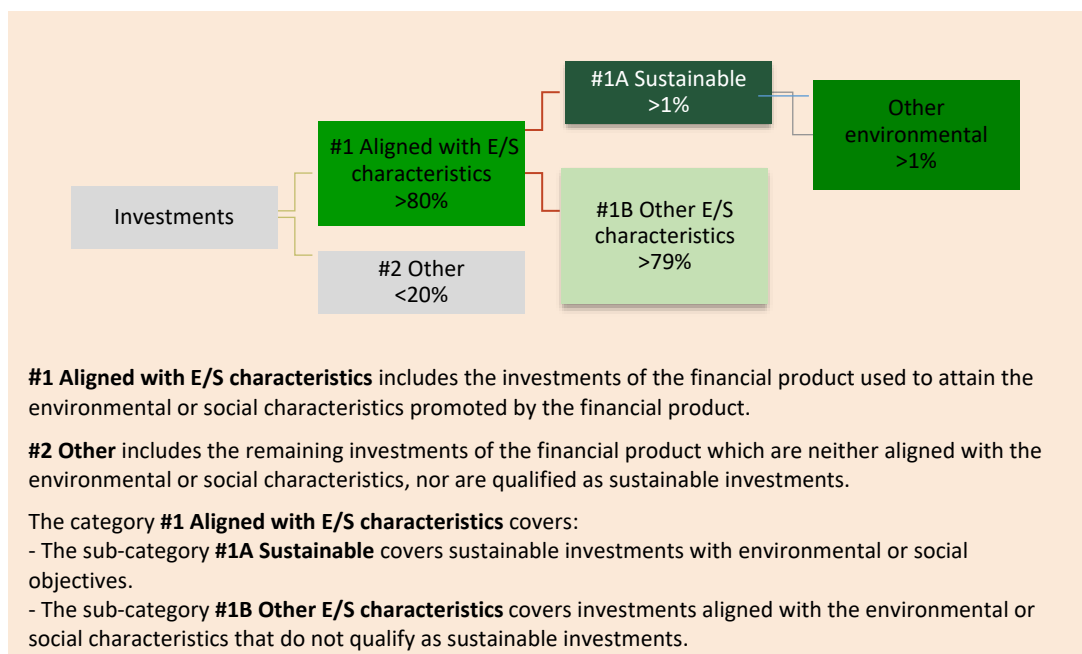 #1A Sustainable
>1%
Other
environmental
>1%
#1 Aligned with E/S
characteristics
>80%
Investments
#1B Other E/S
characteristics
>79%
#2 Other
<20%
#1 Aligned with E/S characteristics includes the investments of the financial product used to attain the
environmental or social characteristics promoted by the financial product.
#2 Other includes the remaining investments of the financial product which are neither aligned with the
environmental or social characteristics, nor are qualified as sustainable investments.
The category #1 Aligned with E/S characteristics covers:
- The sub-category #1A Sustainable covers sustainable investments with environmental or social
objectives.
- The sub-category #1B Other E/S characteristics covers investments aligned with the environmental or
social characteristics that do not qualify as sustainable investments.